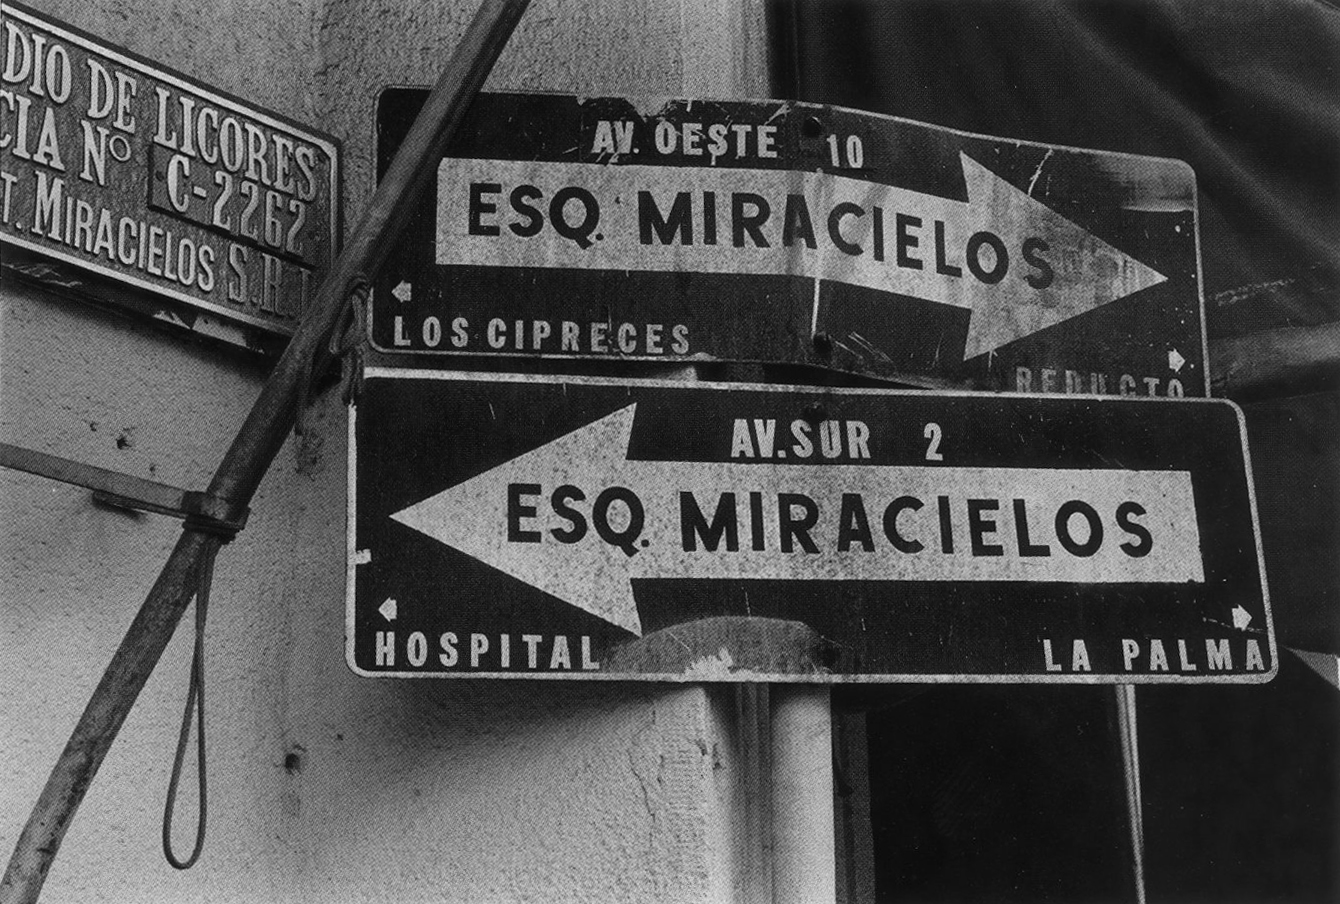 DIO DE LICORES
CIA Nº C-2262
T. MIRACIELOS S.R.L
AV. OESTE 10
ESQ. MIRACIELOS
LOS CIPRECES
REDUCTO
AV. SUR 2
ESQ. MIRACIELOS
HOSPITAL
LA PALMA